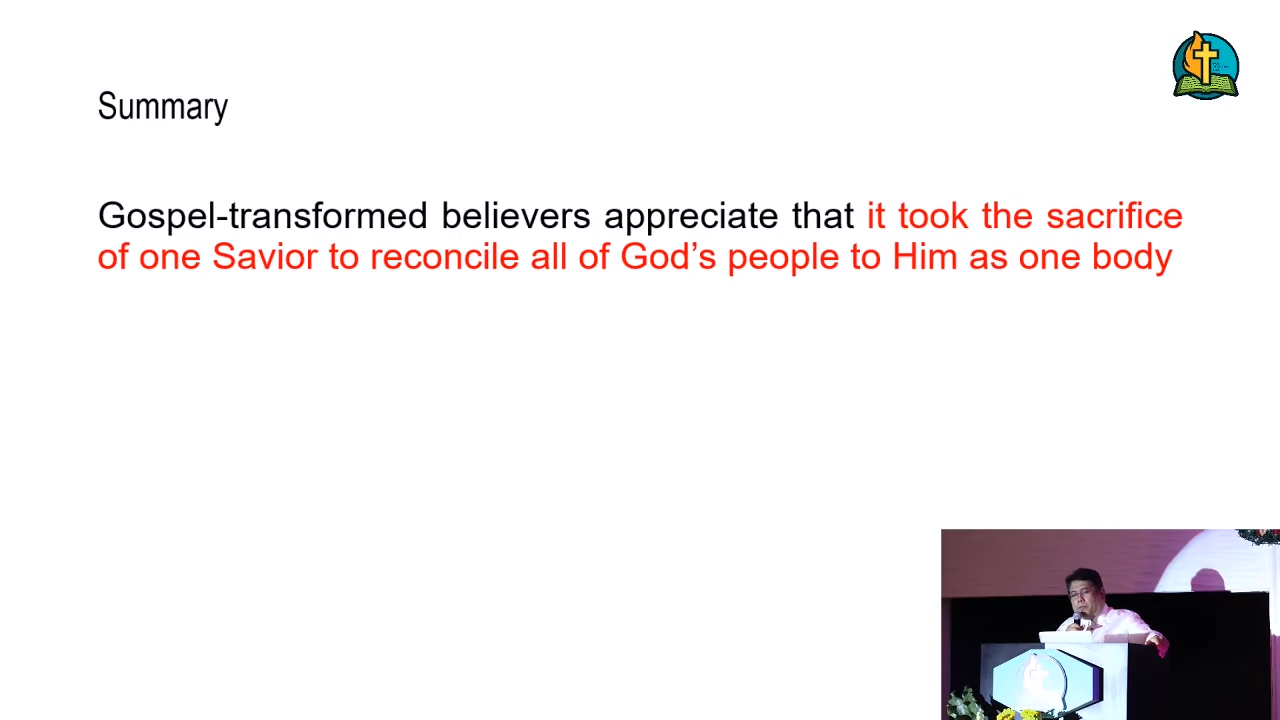 Summary
Gospel-transformed believers appreciate that it took the sacrifice
of one Savior to reconcile all of God’s people to Him as one body